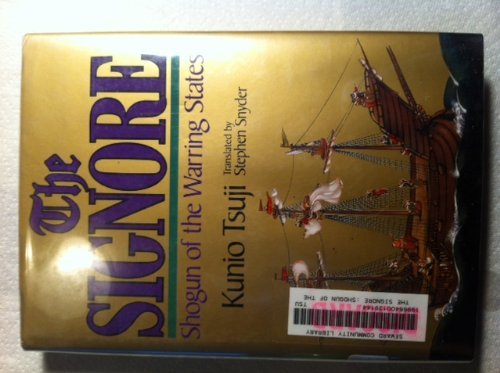 The
SIGNORE
Shogun of the Warring States
Kunio Tsuji
Translated by
Stephen Snyder
SEWARD COMMUNITY LIBRARY
THE SIGNORE :SHOGUN OF THE TSU